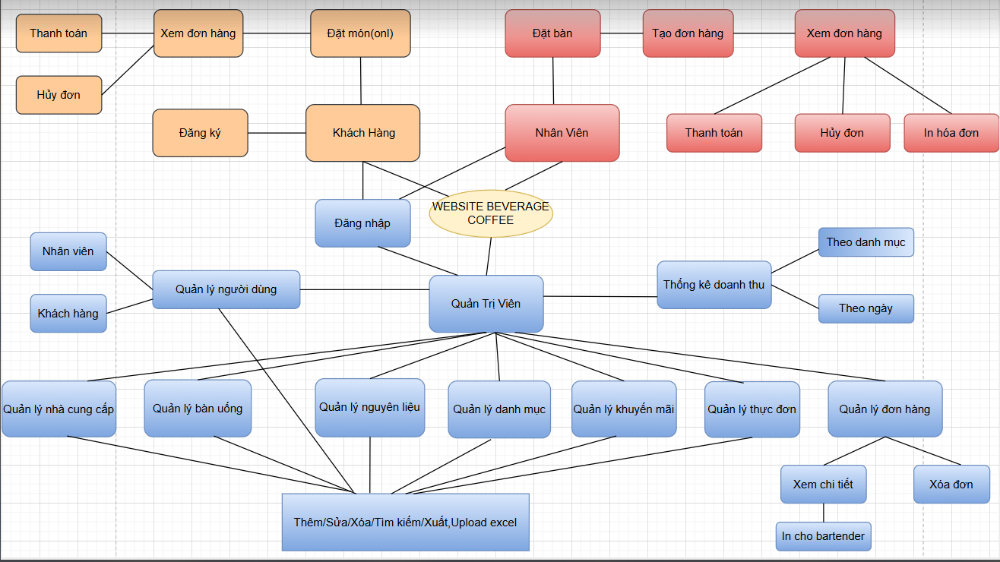 Thanh toán
Xem đơn hàng
Đặt món(onl)
Đặt bàn
Tạo đơn hàng
Xem đơn hàng
Hủy đơn
Đăng ký
Khách Hàng
Nhân Viên
Thanh toán
Hủy đơn
In hóa đơn
Đăng nhập
WEBSITE BEVERAGE
COFFEE
Nhân viên
Theo danh mục
Quản lý người dùng
Thống kê doanh thu
Quản Trị Viên
Khách hàng
Theo ngày
Quản lý nhà cung cấp
Quản lý bàn uống
Quản lý nguyên liệu
Quản lý danh mục
Quản lý khuyến mãi
Quản lý thực đơn
Quản lý đơn hàng
Xem chi tiết
Xóa đơn
Thêm/Sửa/Xóa/Tìm kiếm/Xuất,Upload excel
In cho bartender